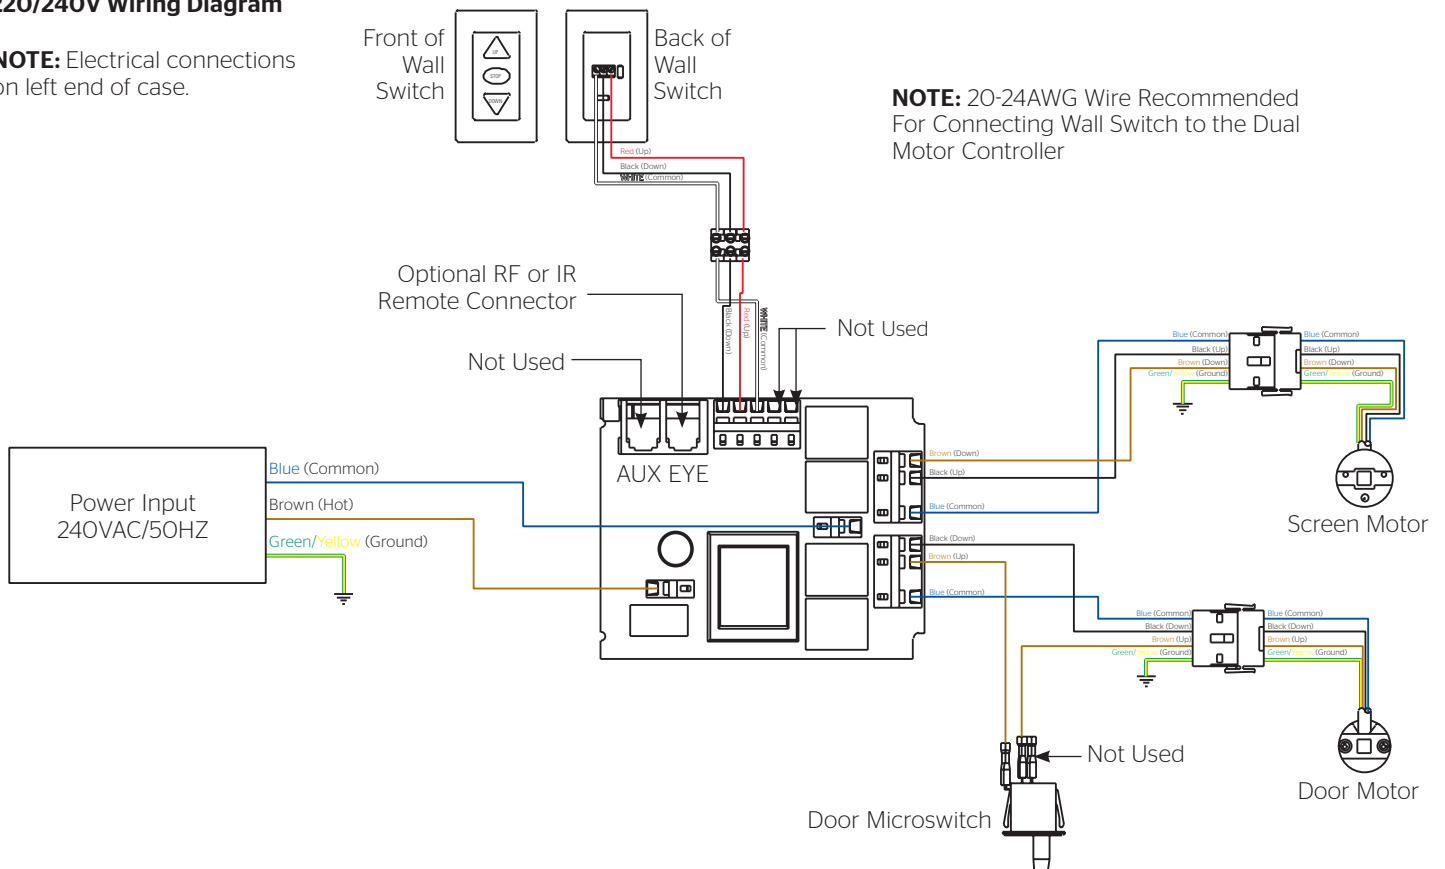 220/240V Wiring Diagram
NOTE: Electrical connections
on left end of case.
Front of
Wall
Switch
UP
STOP
DOWN
Back of
Wall
Switch
NOTE: 20-24AWG Wire Recommended
For Connecting Wall Switch to the Dual
Motor Controller
Red (Up)
Black (Down)
WHITE (Common)
Optional RF or IR
Remote Connector
Not Used
Black (Down)
Red (Up)
WHITE (Common)
Not Used
AUX EYE
Power Input
240VAC/50HZ
Blue (Common)
Brown (Hot)
Green/Yellow (Ground)
Brown (Down)
Black (Up)
Blue (Common)
Black (Down)
Brown (Up)
Blue (Common)
Blue (Common)
Black (Up)
Brown (Down)
Green/Yellow (Ground)
Blue (Common)
Black (Up)
Brown (Down)
Green/Yellow (Ground)
Screen Motor
Blue (Common)
Black (Down)
Brown (Up)
Green/Yellow (Ground)
Blue (Common)
Black (Down)
Brown (Up)
Green/Yellow (Ground)
Door Motor
Not Used
Door Microswitch